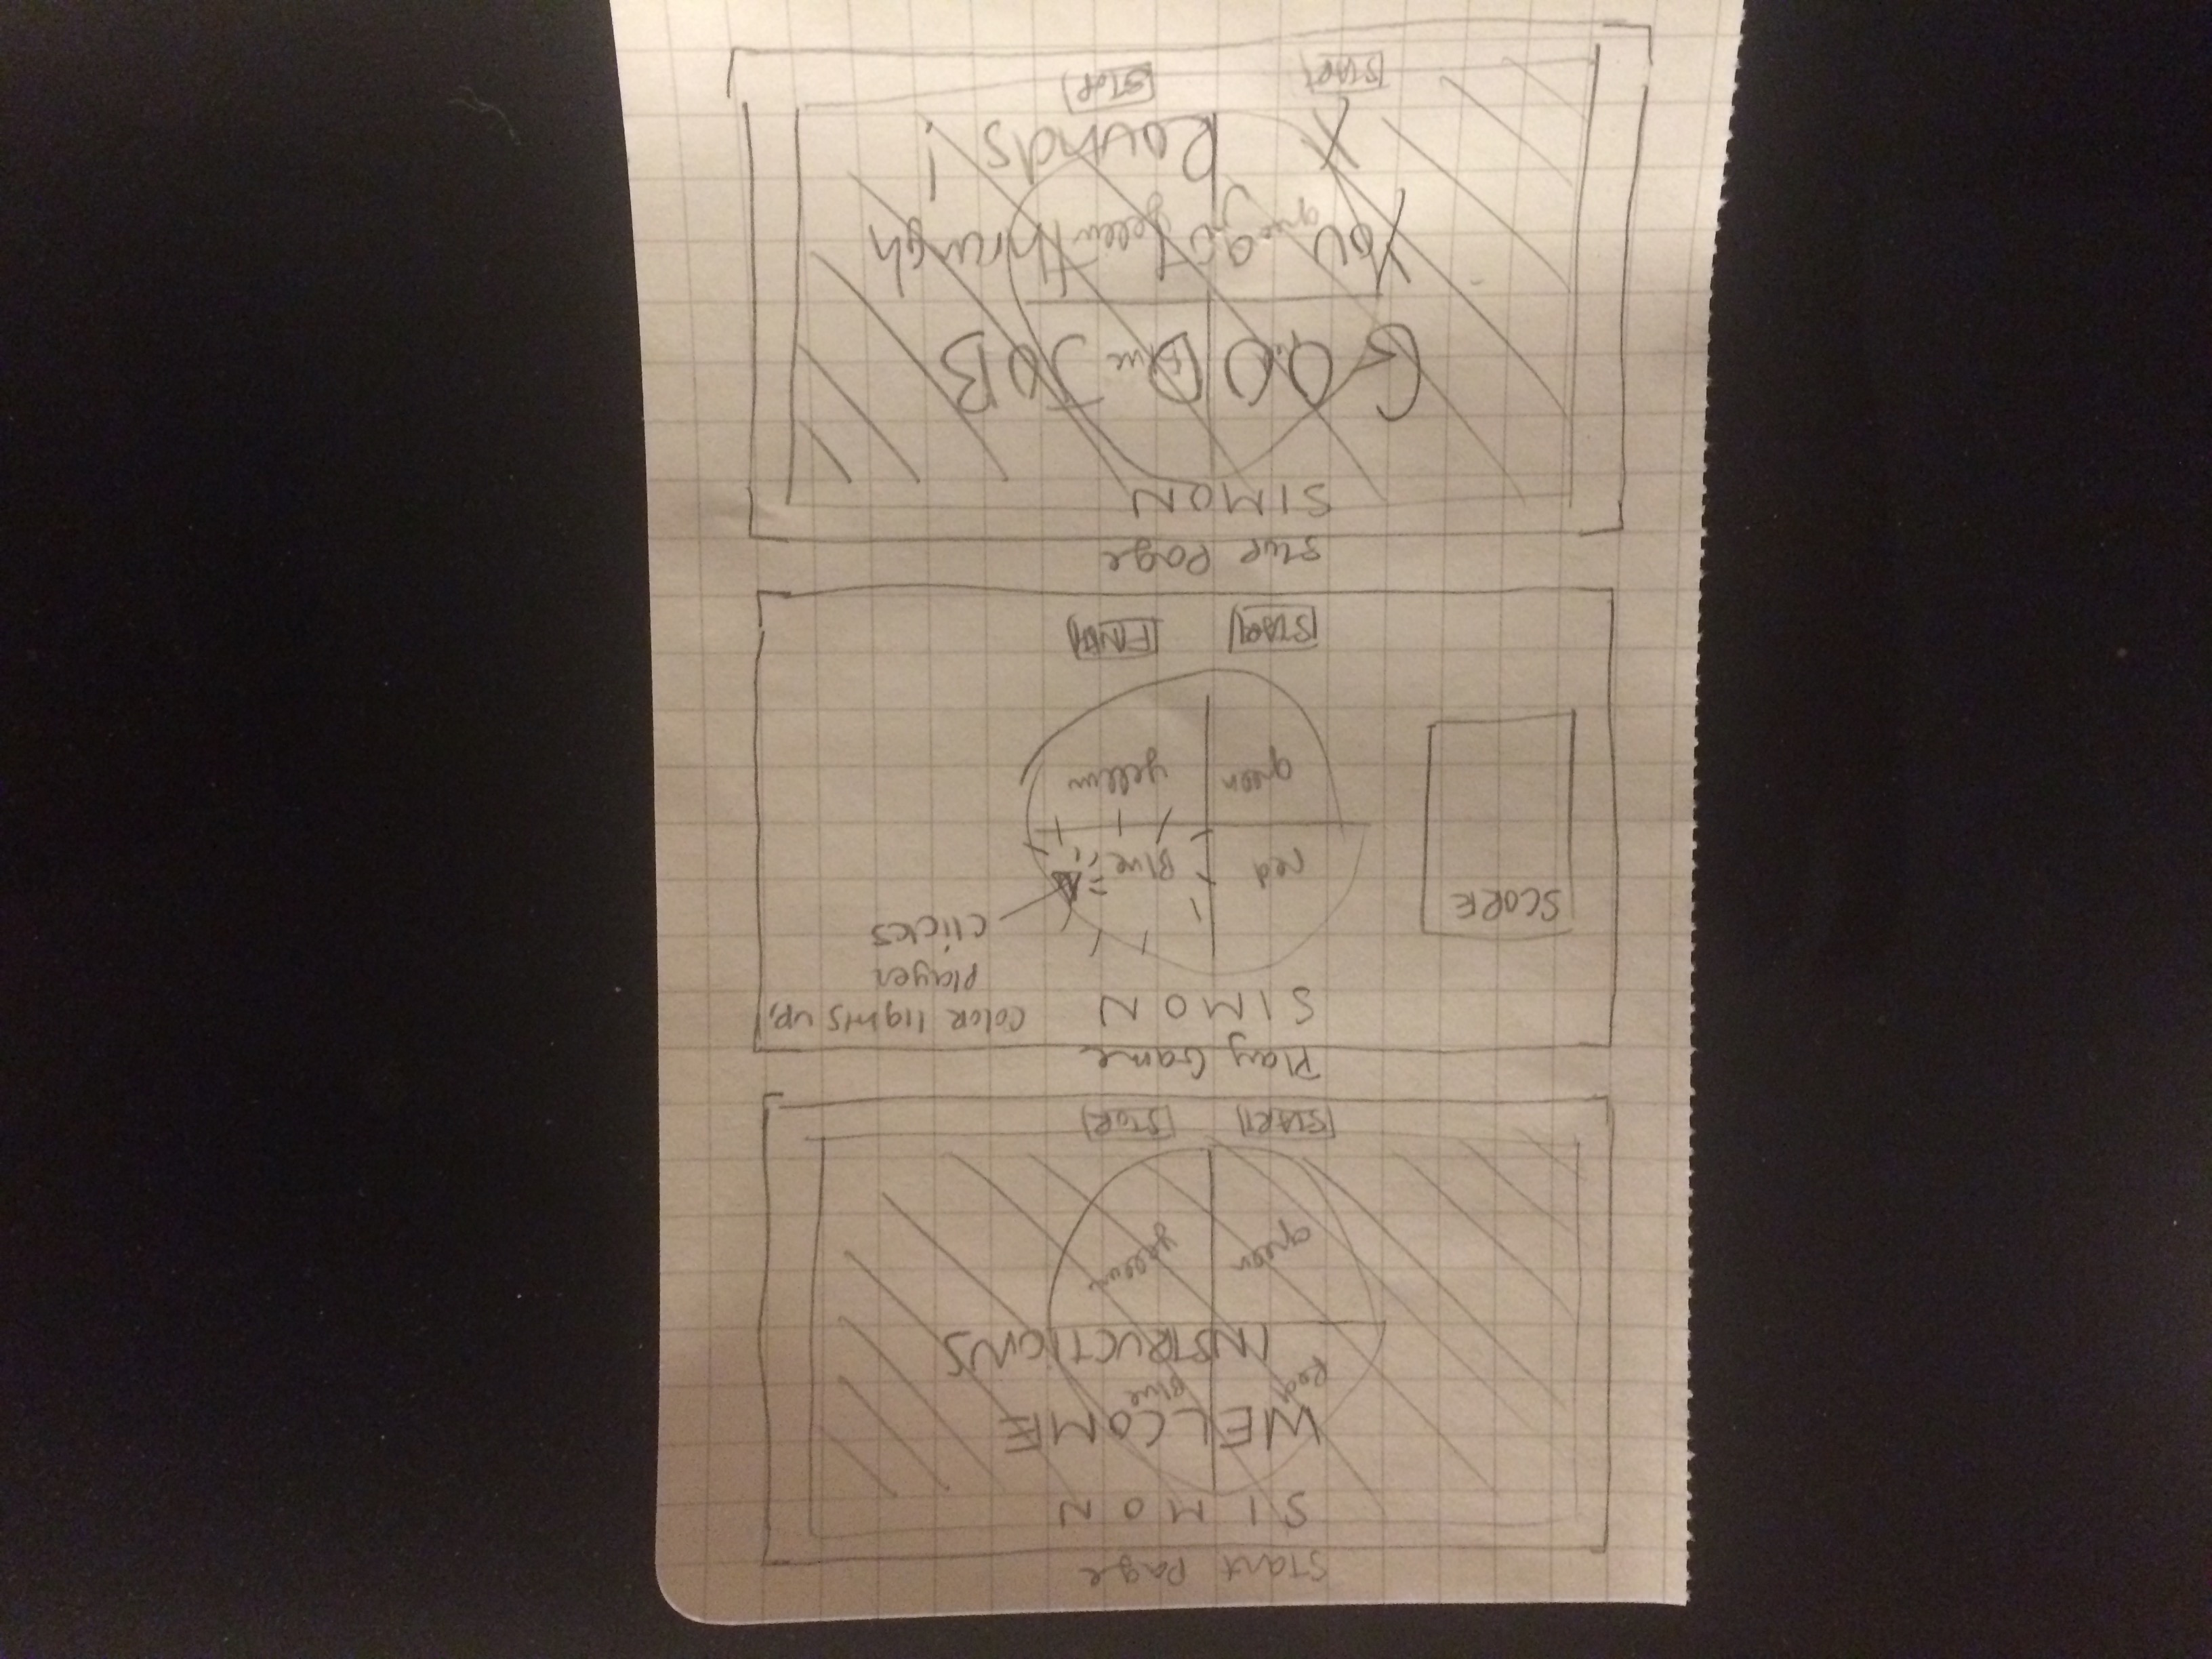 Start Page
SIMON
WELCOME
Red Blue
INSTRUCTIONS
green yellow
START STOP
Play Game
SIMON
color lights up,
player
clicks
SCORE
red Blue
green yellow
START
Stop Page
SIMON
GOOD JOB
Blue
You got through
green yellow
X Rounds!
START STOP